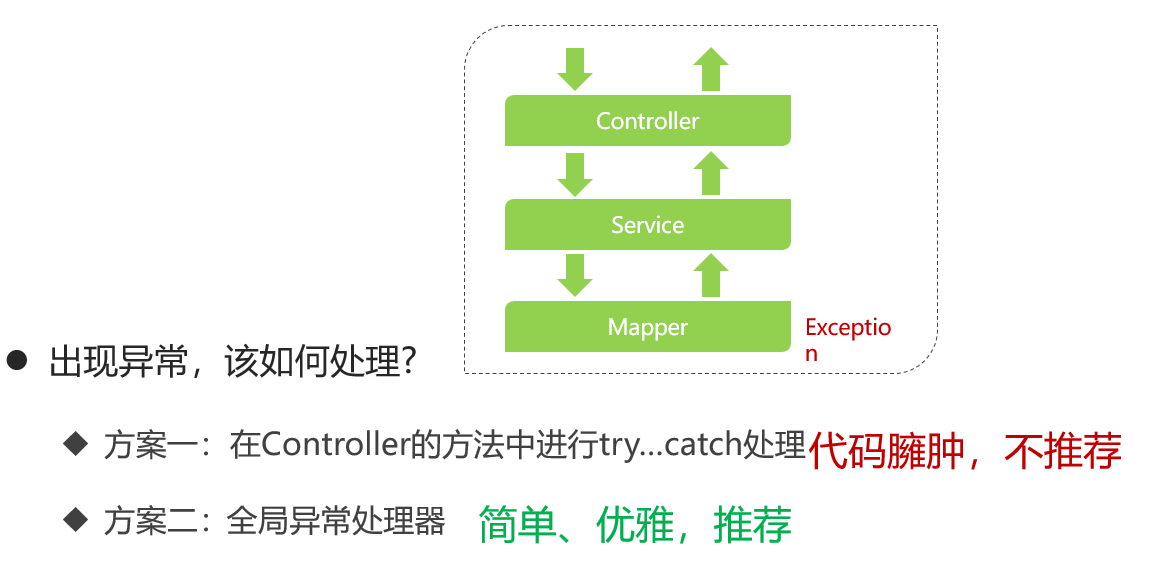 Controller
Service
Mapper
Exceptio
n
出现异常，该如何处理?
方案一：在Controller的方法中进行try...catch处理 代码臃肿，不推荐
方案二：全局异常处理器 简单、优雅，推荐